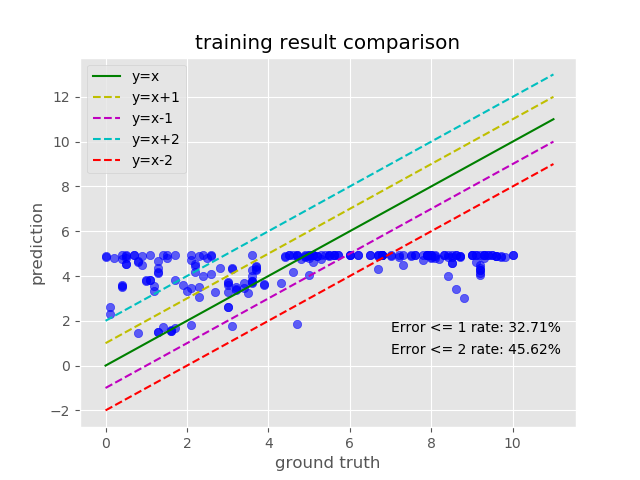 training result comparison
y=x
y=x+1
y=x-1
y=x+2
y=x-2
12
10
8
6
4
2
0
−2
prediction
Error <= 1 rate: 32.71%
Error <= 2 rate: 45.62%
0 2 4 6 8 10
ground truth